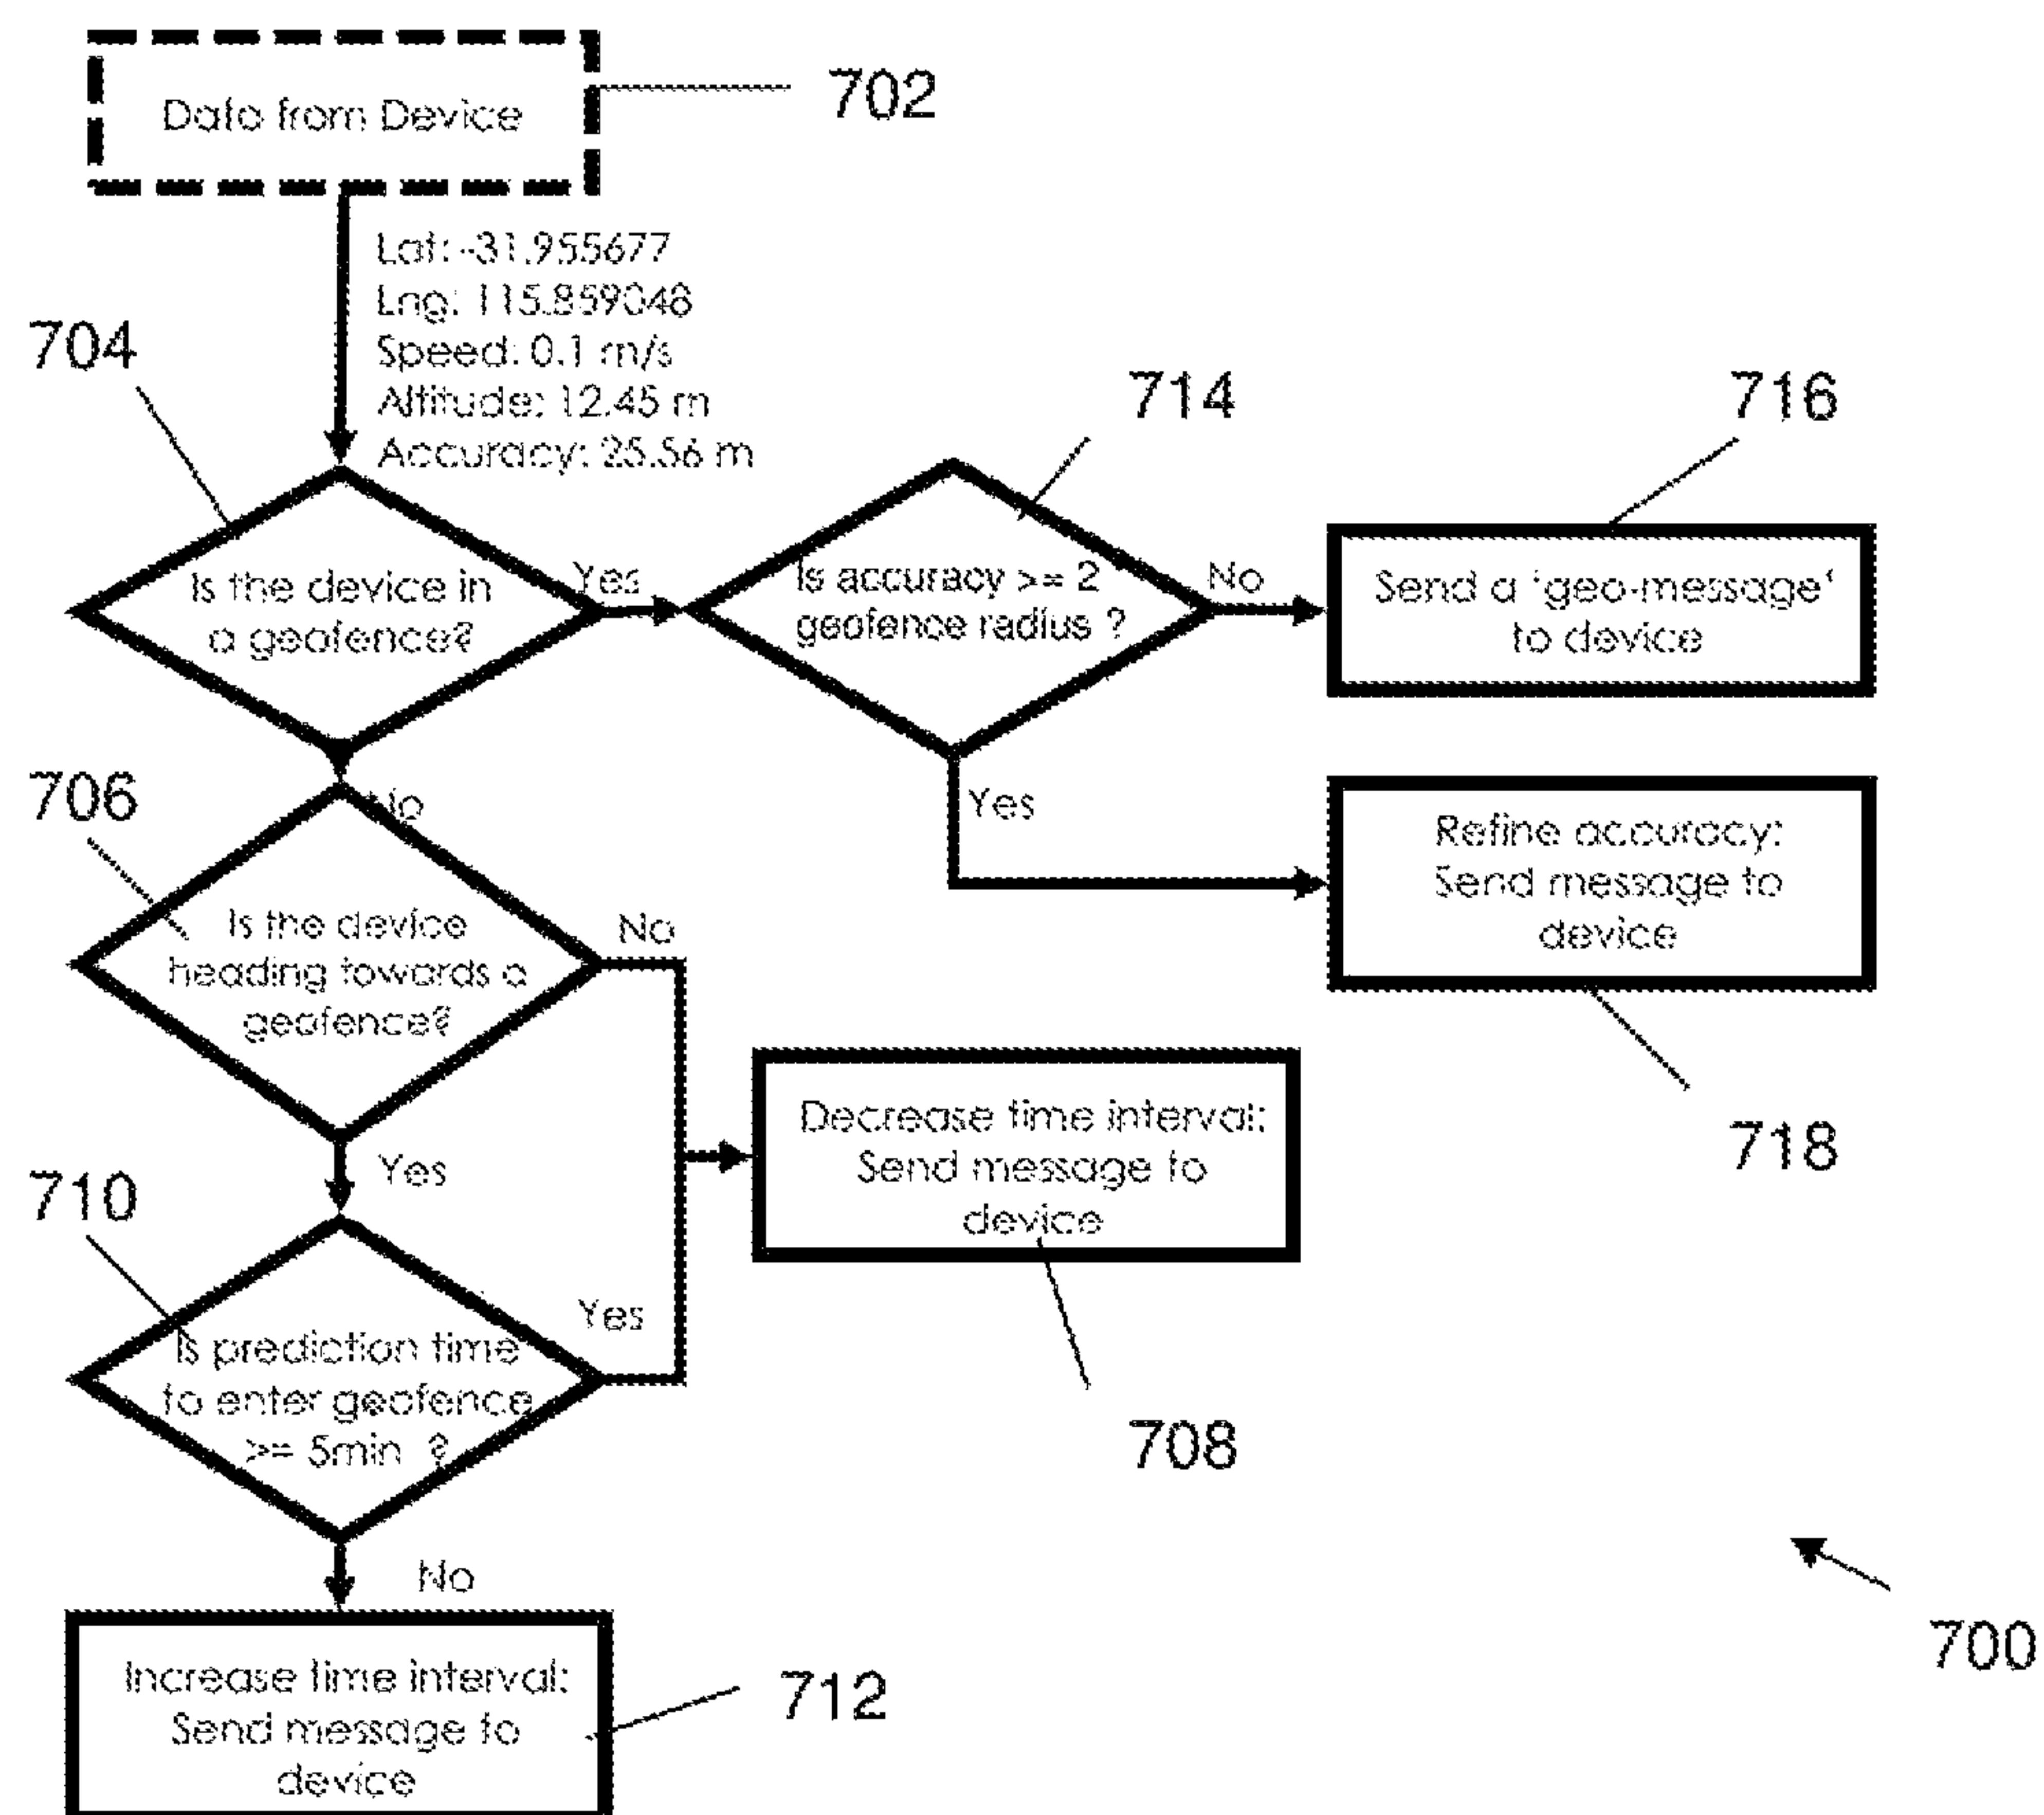 Data from Device
702
Lat: -31.955677
Lng: 115.859048
Speed: 0.1 m/s
Altitude: 12.45 m
Accuracy: 25.56 m
704
714
716
Is the device in
a geofence?
Yes
Is accuracy >= 2
geofence radius ?
No
Send a 'geo-message'
to device
706
No
Yes
Refine accuracy:
Send message to
device
718
Is the device
heading towards a
geofence?
No
Decrease time interval:
Send message to
device
708
Yes
710
Is prediction time
to enter geofence
>= 5min ?
Yes
No
700
Increase time interval:
Send message to
device
712